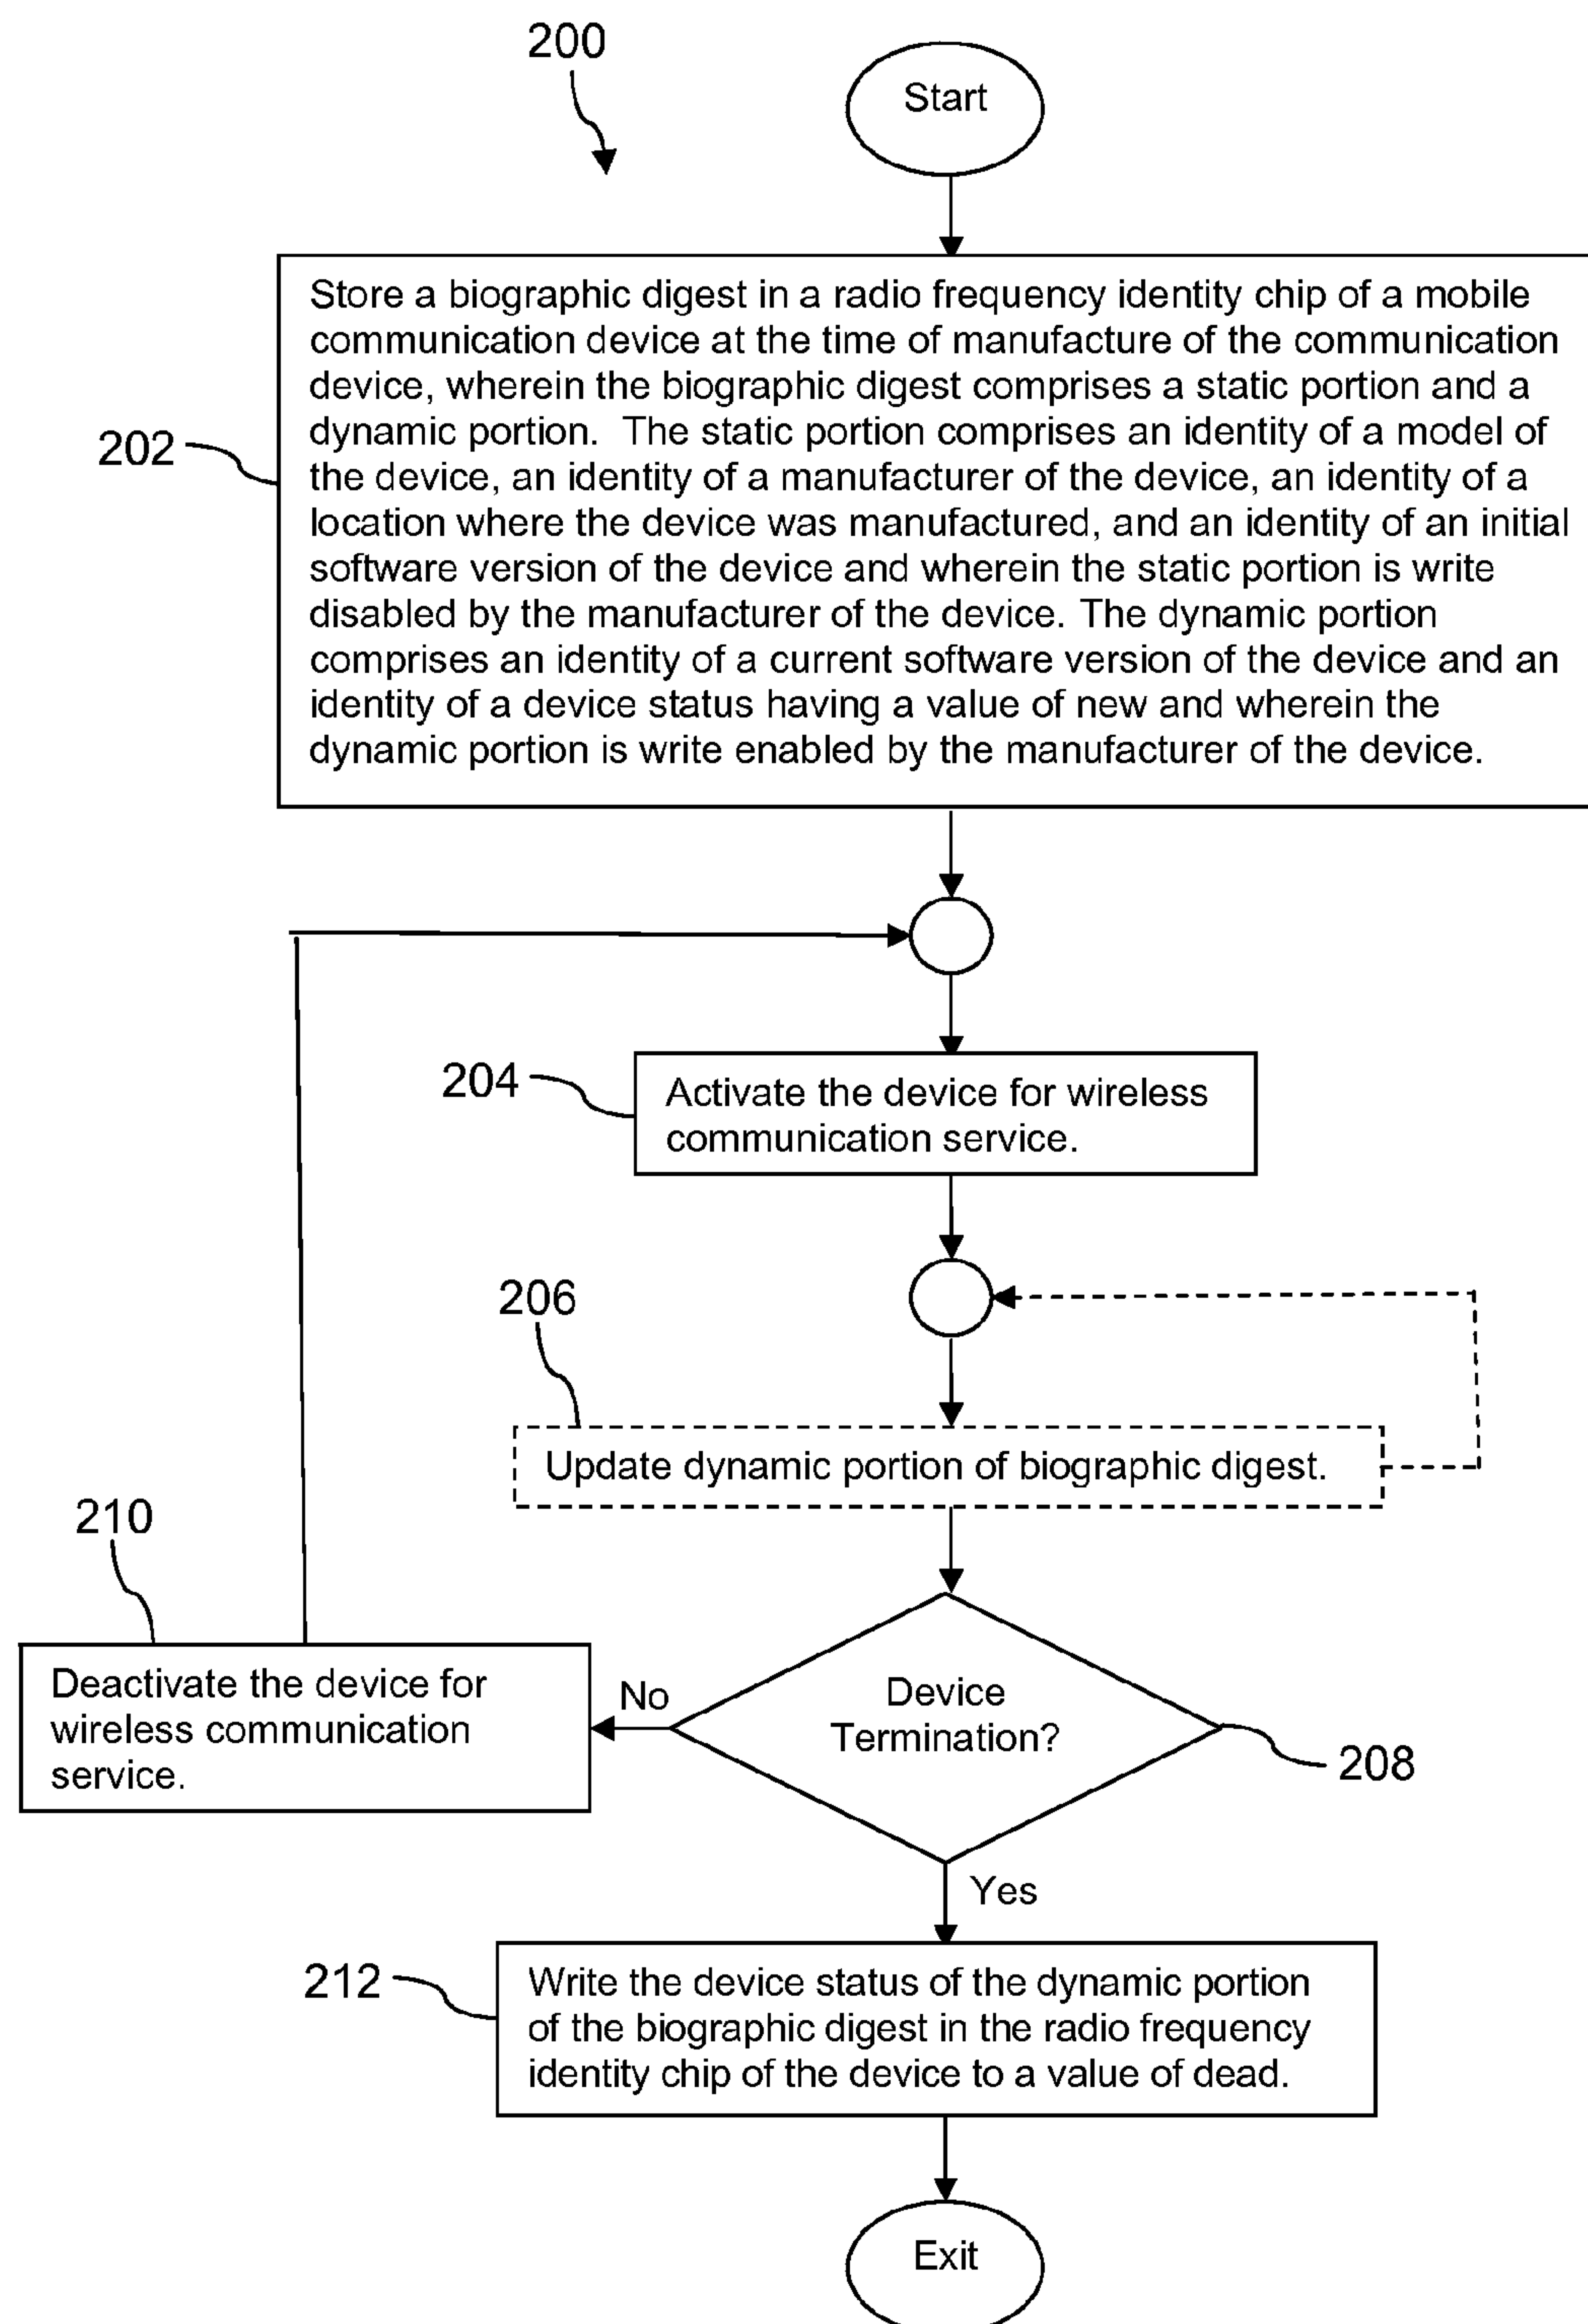 200
Start
202
Store a biographic digest in a radio frequency identity chip of a mobile
communication device at the time of manufacture of the communication
device, wherein the biographic digest comprises a static portion and a
dynamic portion.  The static portion comprises an identity of a model of
the device, an identity of a manufacturer of the device, an identity of a
location where the device was manufactured, and an identity of an initial
software version of the device and wherein the static portion is write
disabled by the manufacturer of the device. The dynamic portion
comprises an identity of a current software version of the device and an
identity of a device status having a value of new and wherein the
dynamic portion is write enabled by the manufacturer of the device.
204
Activate the device for wireless
communication service.
206
Update dynamic portion of biographic digest.
210
Deactivate the device for
wireless communication
service.
No
Device
Termination?
208
Yes
212
Write the device status of the dynamic portion
of the biographic digest in the radio frequency
identity chip of the device to a value of dead.
Exit